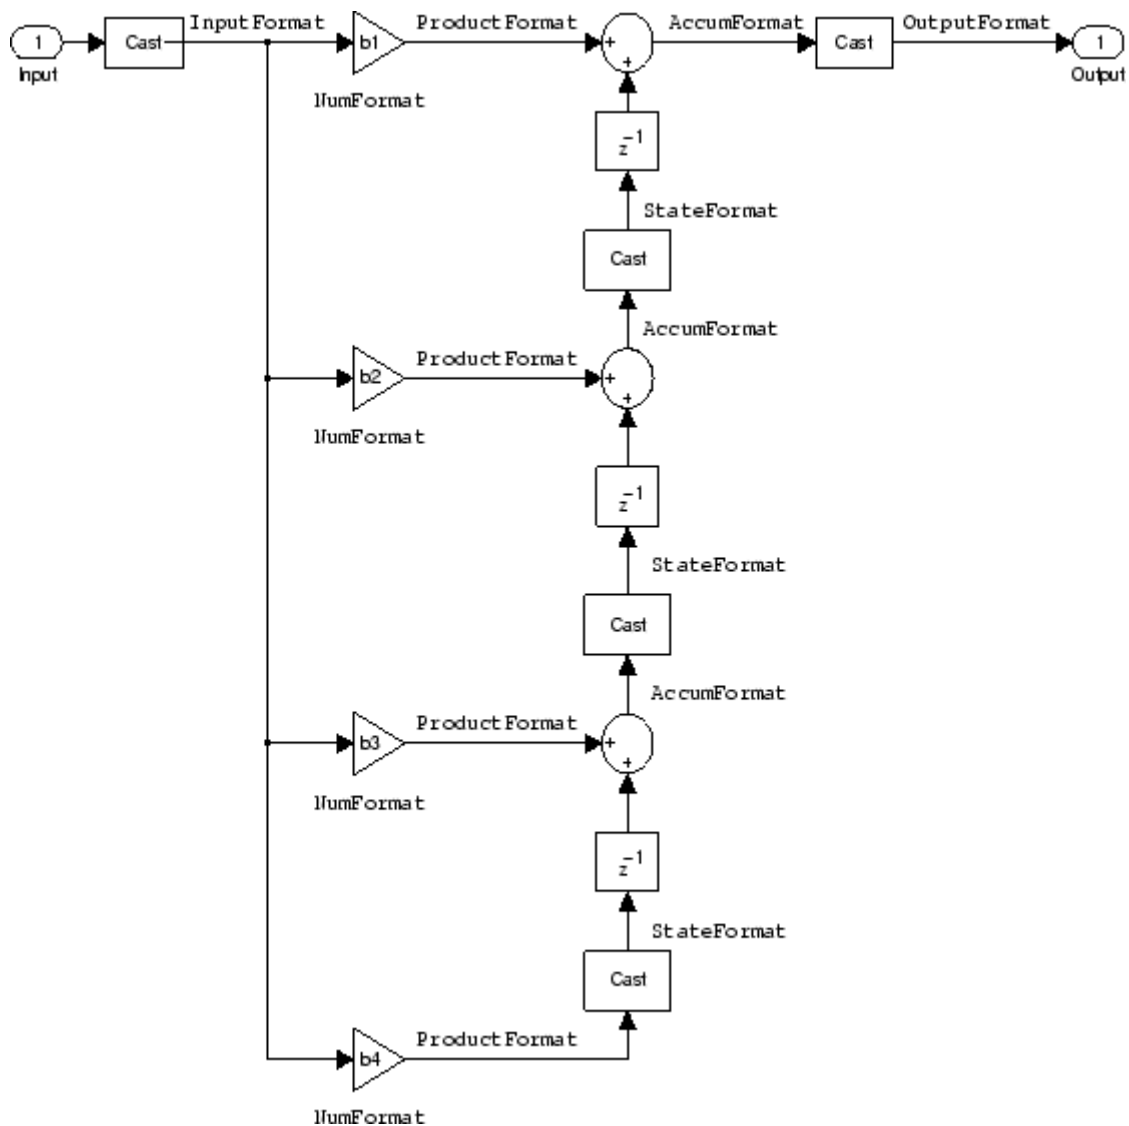 InputFormat ProductFormat AccumFormat OutputFormat
1 Cast b1 + Cast 1
Input + Output
NumFormat
z-1
StateFormat
Cast
AccumFormat
ProductFormat
b2 +
+
NumFormat
z-1
StateFormat
Cast
AccumFormat
ProductFormat
b3 +
+
NumFormat
z-1
StateFormat
Cast
ProductFormat
b4
NumFormat